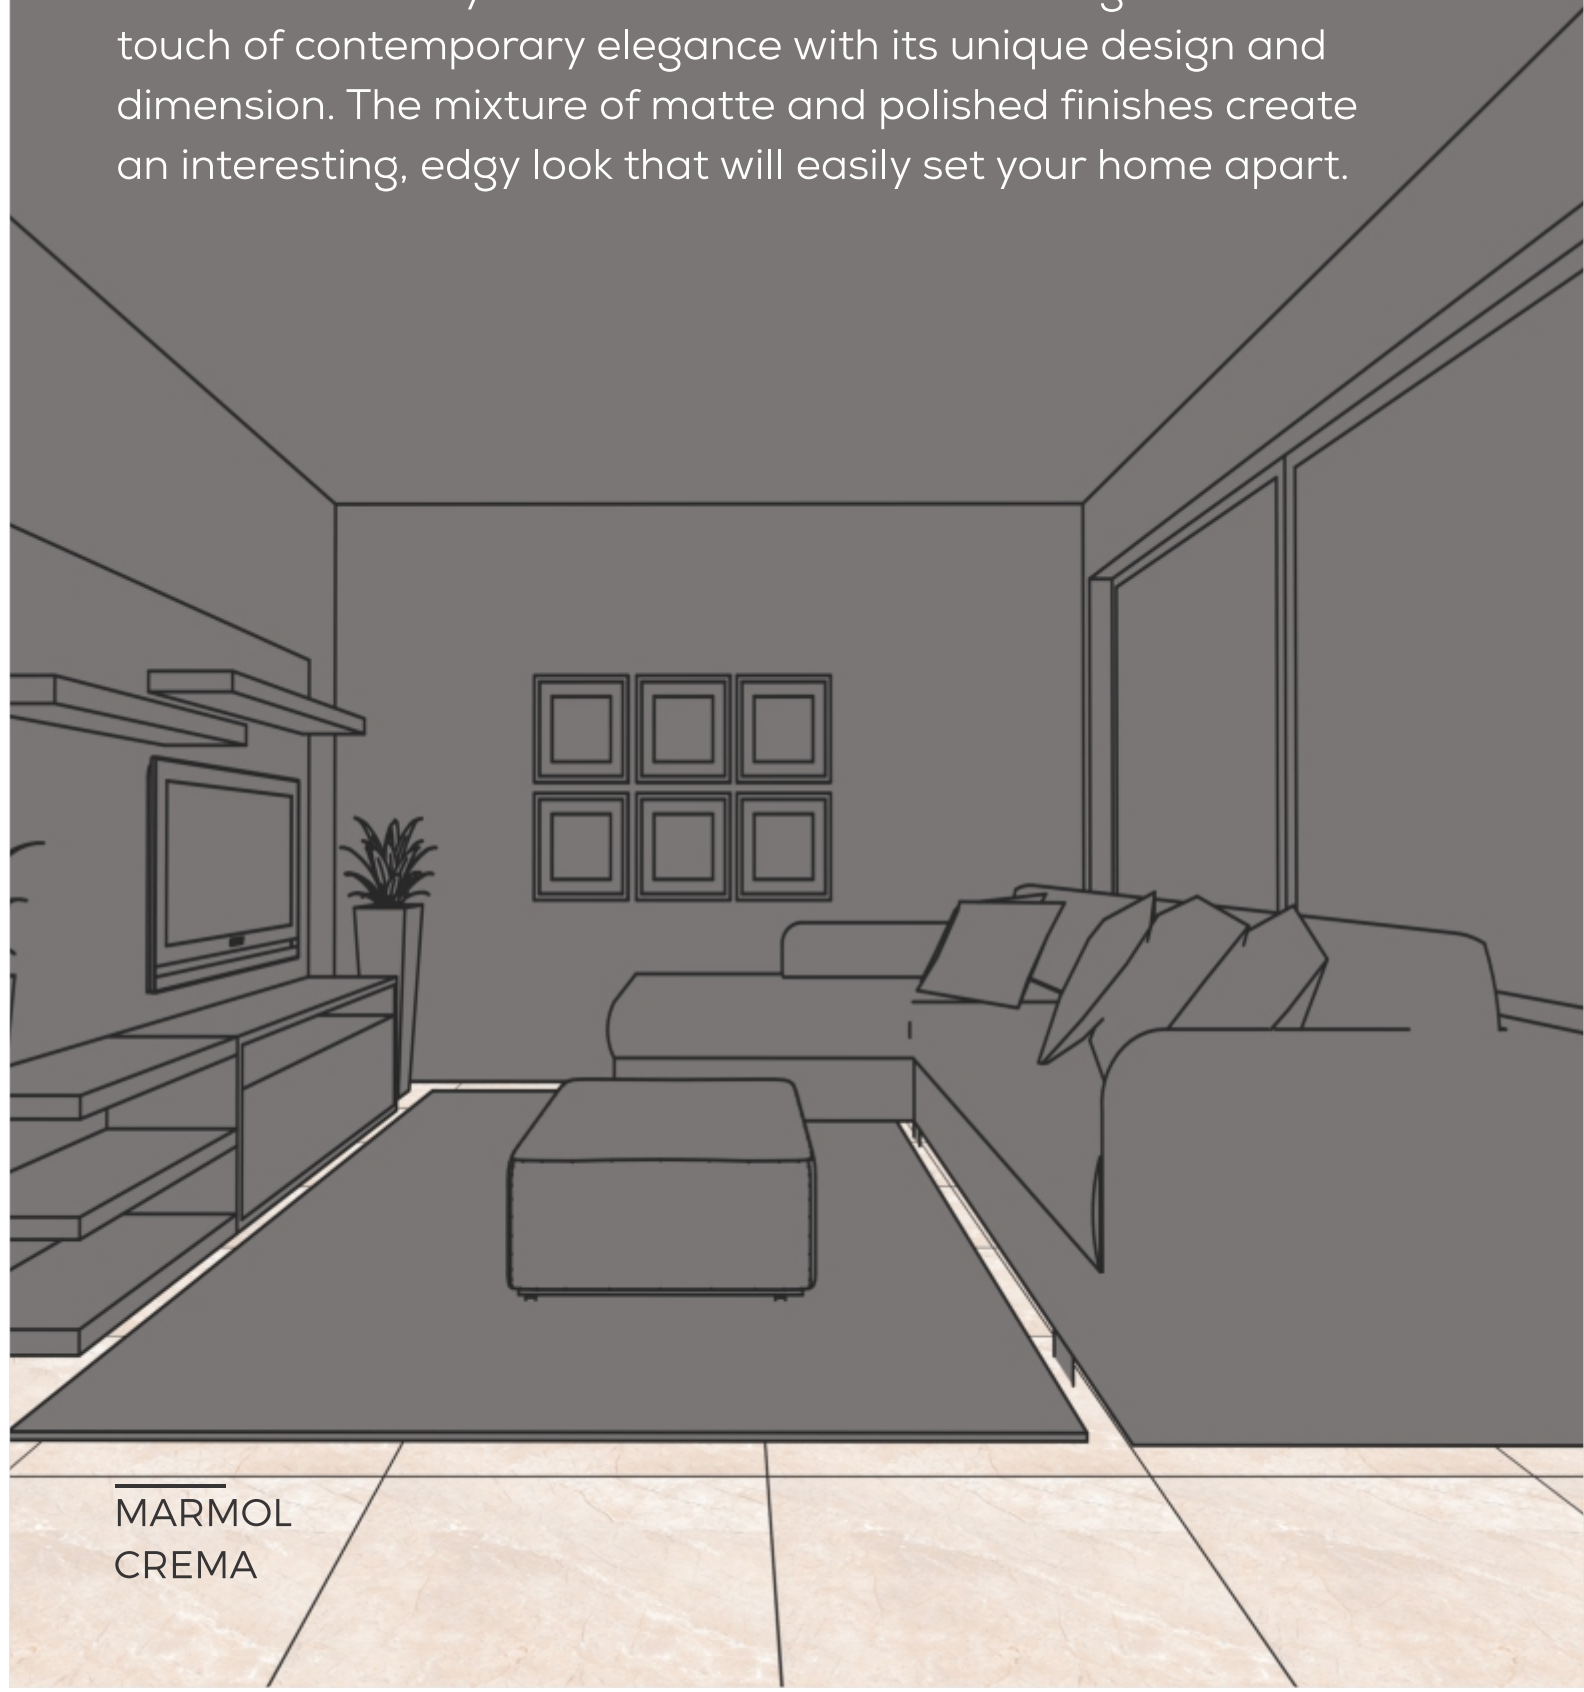 touch of contemporary elegance with its unique design and
dimension. The mixture of matte and polished finishes create
an interesting, edgy look that will easily set your home apart.
MARMOL
CREMA